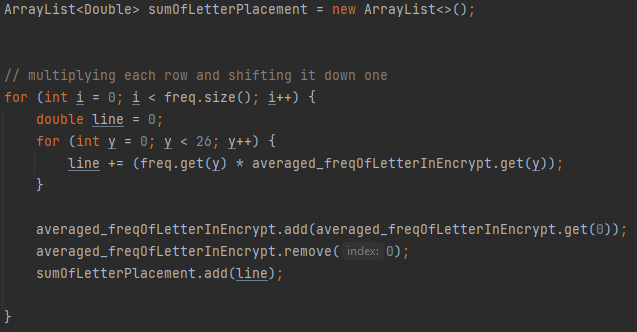 ArrayList<Double> sumOfLetterPlacement = new ArrayList<>();
// multiplying each row and shifting it down one
for (int i = 0; i < freq.size(); i++) {
double line = 0;
for (int y = 0; y < 26; y++) {
line += (freq.get(y) * averaged_freqOfLetterInEncrypt.get(y));
}
averaged_freqOfLetterInEncrypt.add(averaged_freqOfLetterInEncrypt.get(0));
averaged_freqOfLetterInEncrypt.remove( index: 0);
sumOfLetterPlacement.add(line);
}